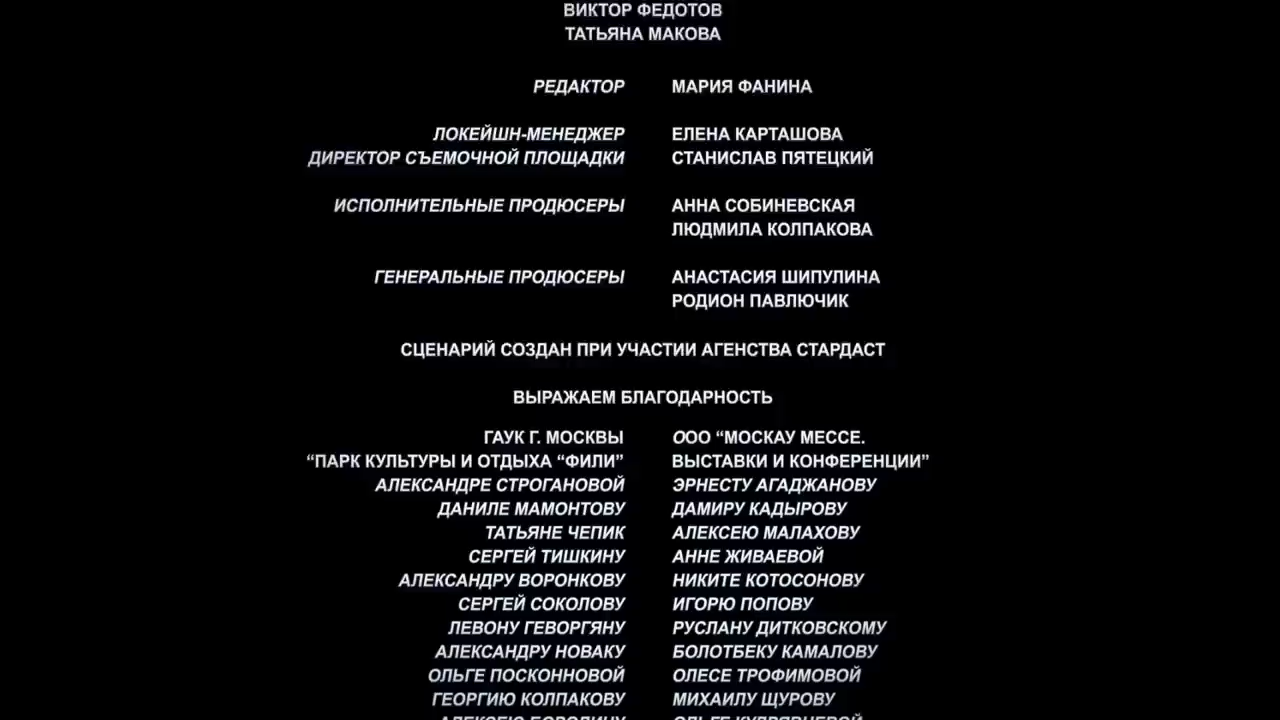 ВИКТОР ФЕДОТОВ
ТАТЬЯНА МАКОВА
РЕДАКТОР МАРИЯ ФАНИНА
ЛОКЕЙШН-МЕНЕДЖЕР ЕЛЕНА КАРТАШОВА
ДИРЕКТОР СЪЕМОЧНОЙ ПЛОЩАДКИ СТАНИСЛАВ ПЯТЕЦКИЙ
ИСПОЛНИТЕЛЬНЫЕ ПРОДЮСЕРЫ АННА СОБИНЕВСКАЯ
ЛЮДМИЛА КОЛПАКОВА
ГЕНЕРАЛЬНЫЕ ПРОДЮСЕРЫ АНАСТАСИЯ ШИПУЛИНА
РОДИОН ПАВЛЮЧИК
СЦЕНАРИЙ СОЗДАН ПРИ УЧАСТИИ АГЕНСТВА СТАРДАСТ
ВЫРАЖАЕМ БЛАГОДАРНОСТЬ
ГАУК Г. МОСКВЫ ООО “МОСКАУ МЕССЕ.
“ПАРК КУЛЬТУРЫ И ОТДЫХА “ФИЛИ” ВЫСТАВКИ И КОНФЕРЕНЦИИ”
АЛЕКСАНДРЕ СТРОГАНОВОЙ ЭРНЕСТУ АГАДЖАНОВУ
ДАНИЛЕ МАМОНТОВУ ДАМИРУ КАДЫРОВУ
ТАТЬЯНЕ ЧЕПИК АЛЕКСЕЮ МАЛАХОВУ
СЕРГЕЙ ТИШКИНУ АННЕ ЖИВАЕВОЙ
АЛЕКСАНДРУ ВОРОНКОВУ НИКИТЕ КОТОСОНОВУ
СЕРГЕЙ СОКОЛОВУ ИГОРЮ ПОПОВУ
ЛЕВОНУ ГЕВОРГЯНУ РУСЛАНУ ДИТКОВСКОМУ
АЛЕКСАНДРУ НОВАКУ БОЛОТБЕКУ КАМАЛОВУ
ОЛЬГЕ ПОСКОННОВОЙ ОЛЕСЕ ТРОФИМОВОЙ
ГЕОРГИЮ КОЛПАКОВУ МИХАИЛУ ЩУРОВУ
АЛЕКСЕЮ БОРОДИНУ ОЛЬГЕ КУДРЯВЦЕВОЙ